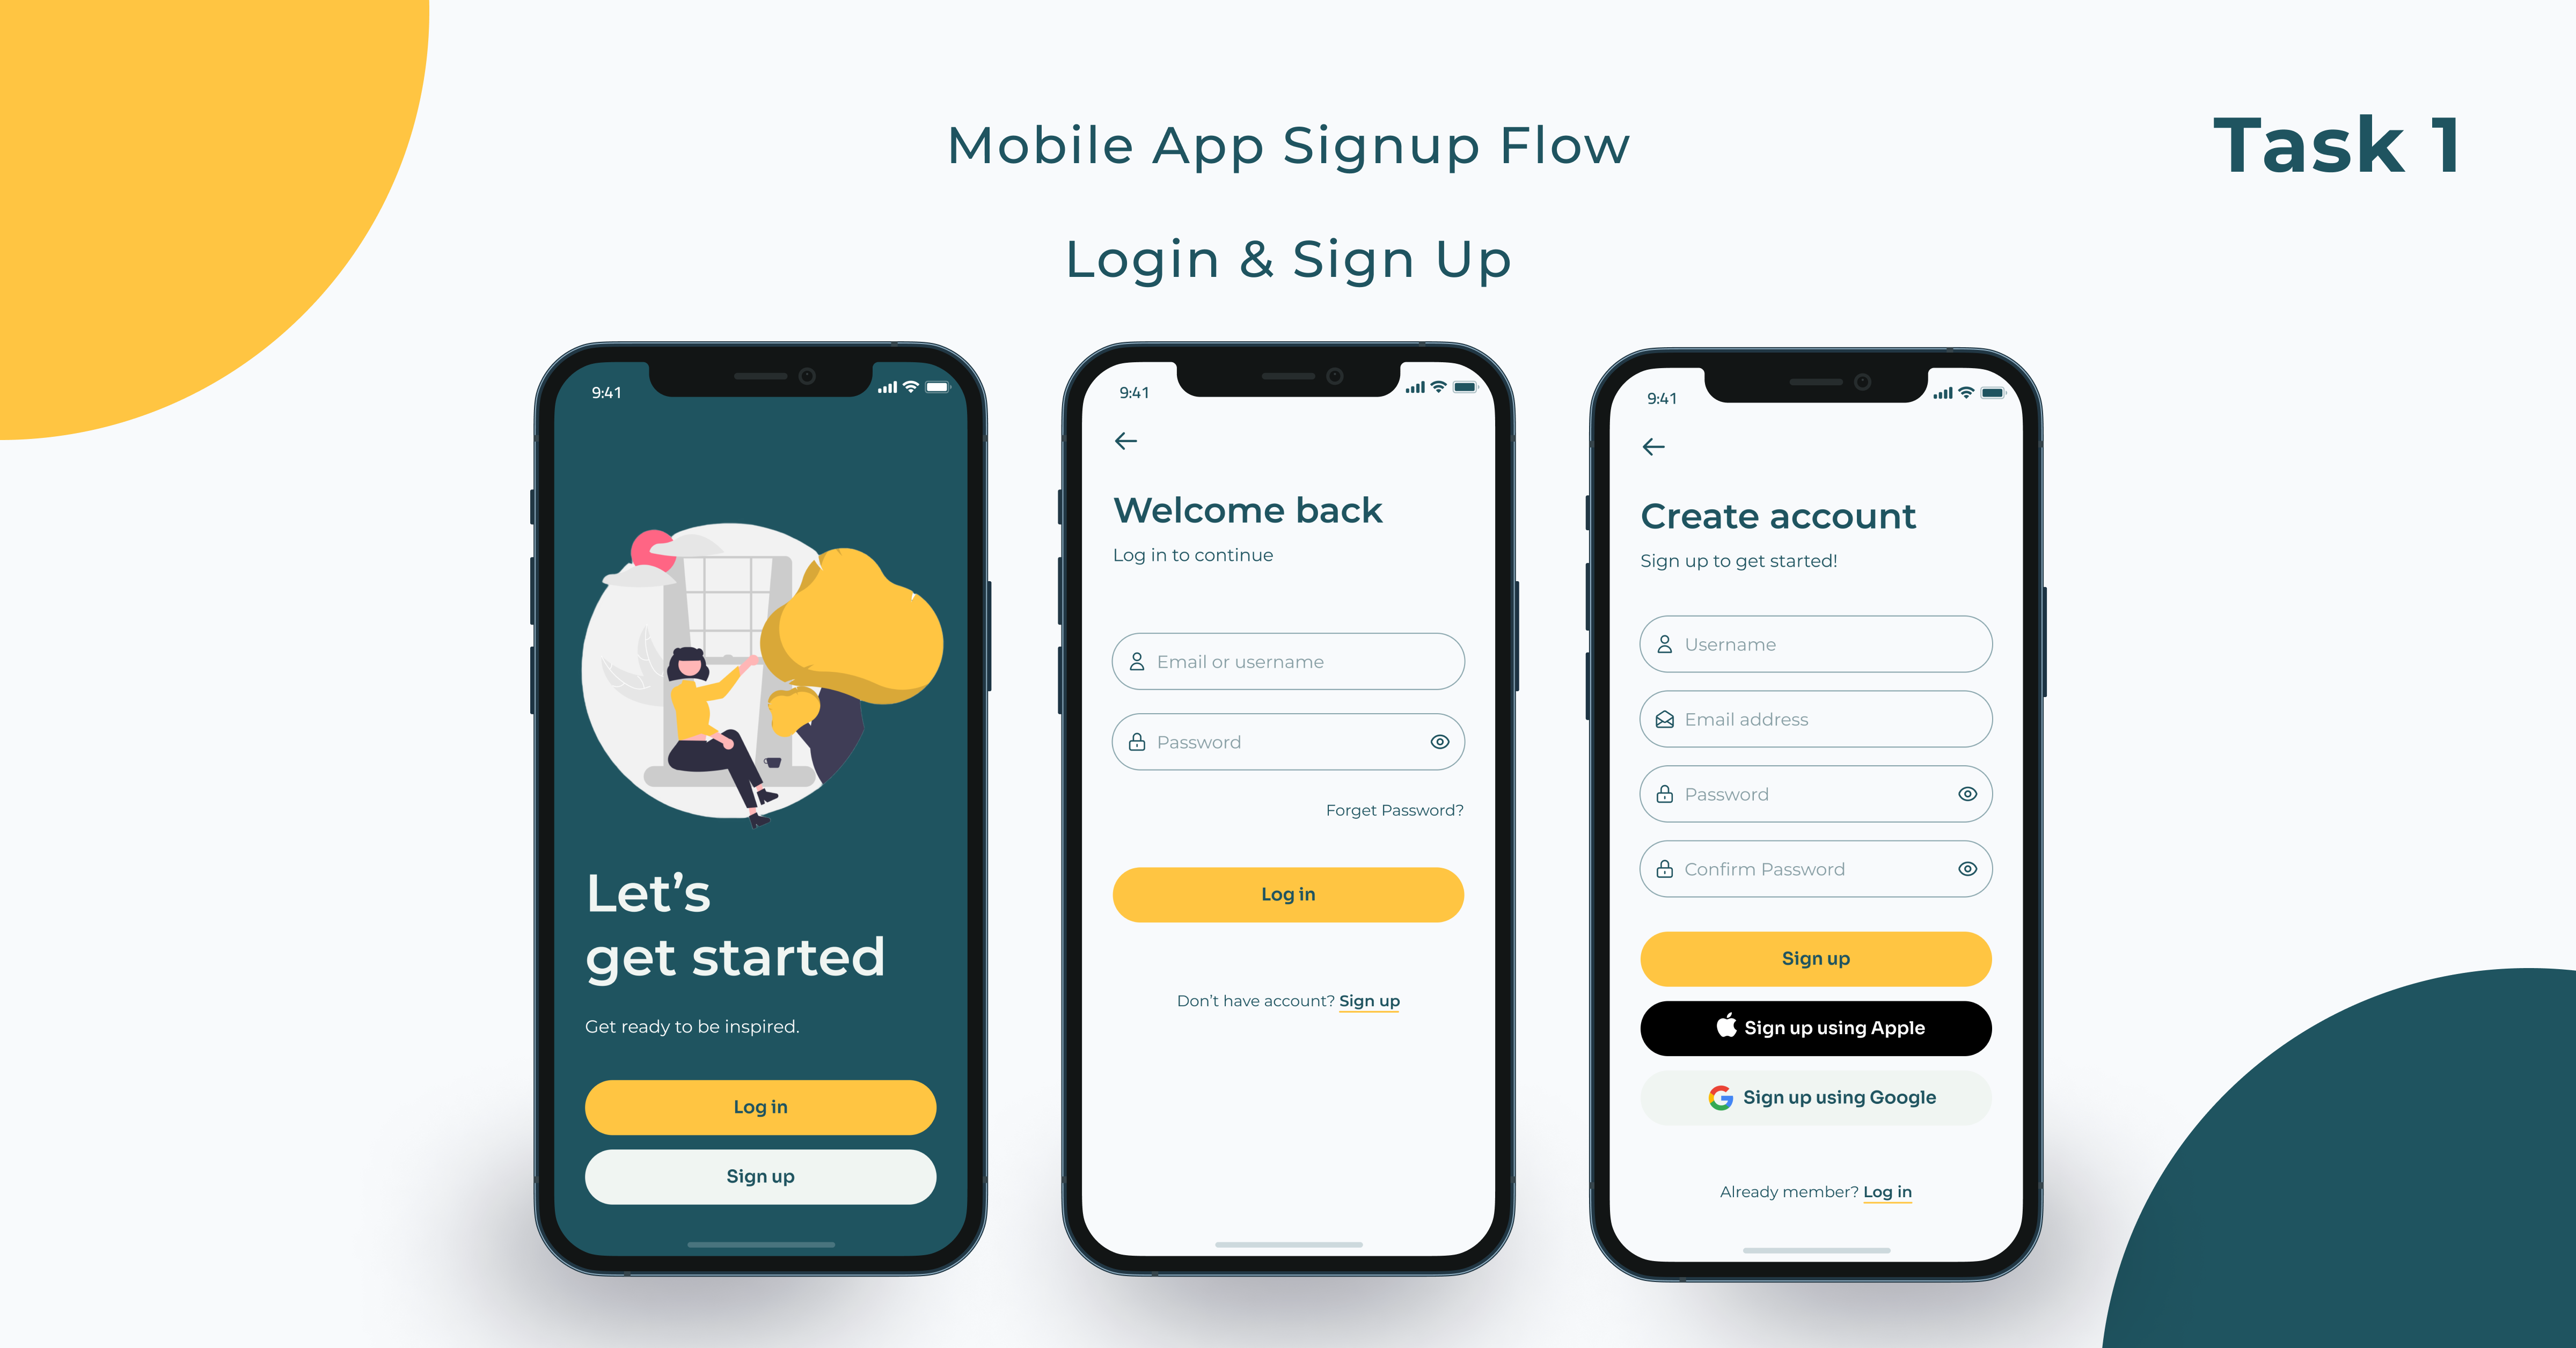 Mobile App Signup Flow
Task 1
Login & Sign Up
9:41
Let’s
get started
Get ready to be inspired.
Log in
Sign up
9:41
Welcome back
Log in to continue
Email or username
Password
Forget Password?
Log in
Don’t have account? Sign up
9:41
Create account
Sign up to get started!
Username
Email address
Password
Confirm Password
Sign up
Sign up using Apple
Sign up using Google
Already member? Log in